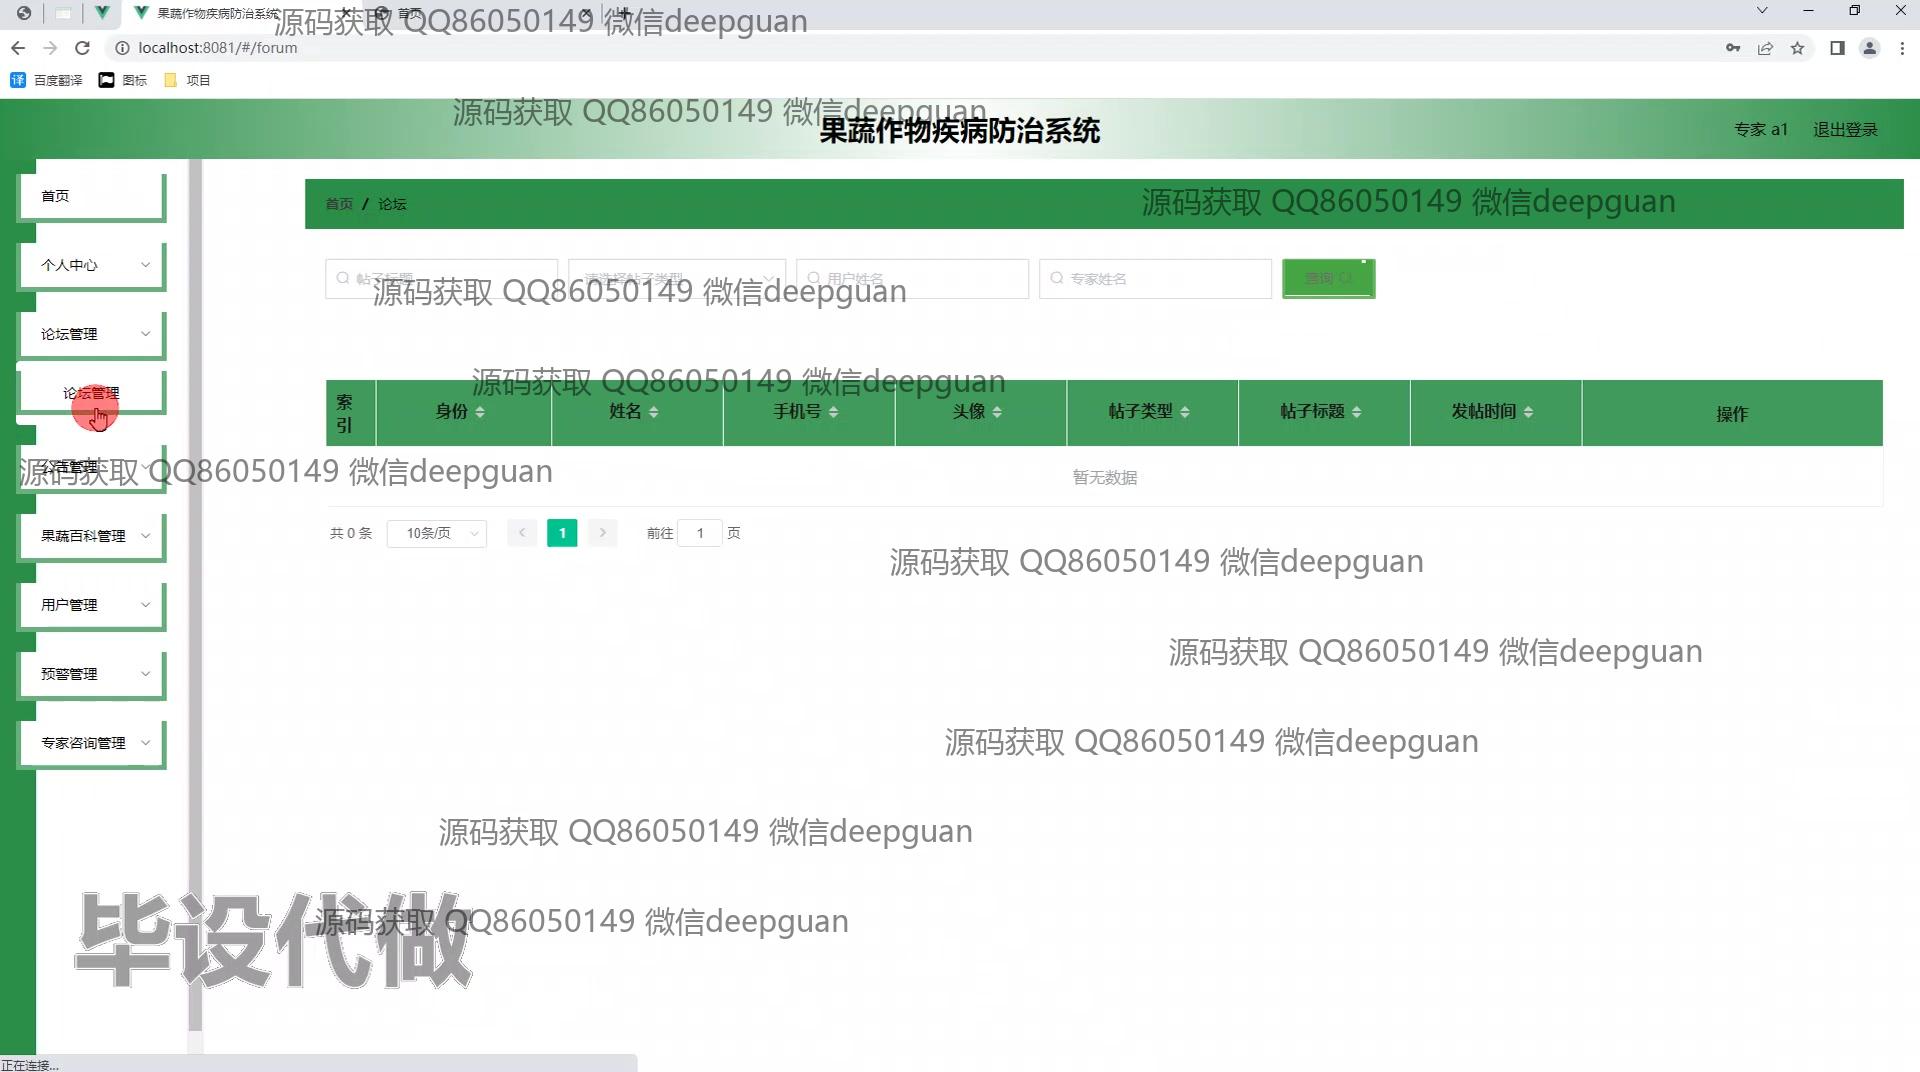 果蔬作物疾病防治系统
首页
源码获取 QQ86050149 微信deepguan
localhost:8081/#/forum
百度翻译
图标
项目
源码获取 QQ86050149 微信deepguan
果蔬作物疾病防治系统
专家 a1
退出登录
首页
个人中心
论坛管理
论坛管理
公告管理
果蔬百科管理
用户管理
预警管理
专家咨询管理
首页 / 论坛
源码获取 QQ86050149 微信deepguan
帖子标题
请选择帖子类型
用户姓名
专家姓名
查询
源码获取 QQ86050149 微信deepguan
源码获取 QQ86050149 微信deepguan
索引
身份
姓名
手机号
头像
帖子类型
帖子标题
发帖时间
操作
源码获取 QQ86050149 微信deepguan
暂无数据
共 0 条
10条/页
1
前往 1 页
源码获取 QQ86050149 微信deepguan
源码获取 QQ86050149 微信deepguan
源码获取 QQ86050149 微信deepguan
源码获取 QQ86050149 微信deepguan
源码获取 QQ86050149 微信deepguan
毕设代做
正在连接...